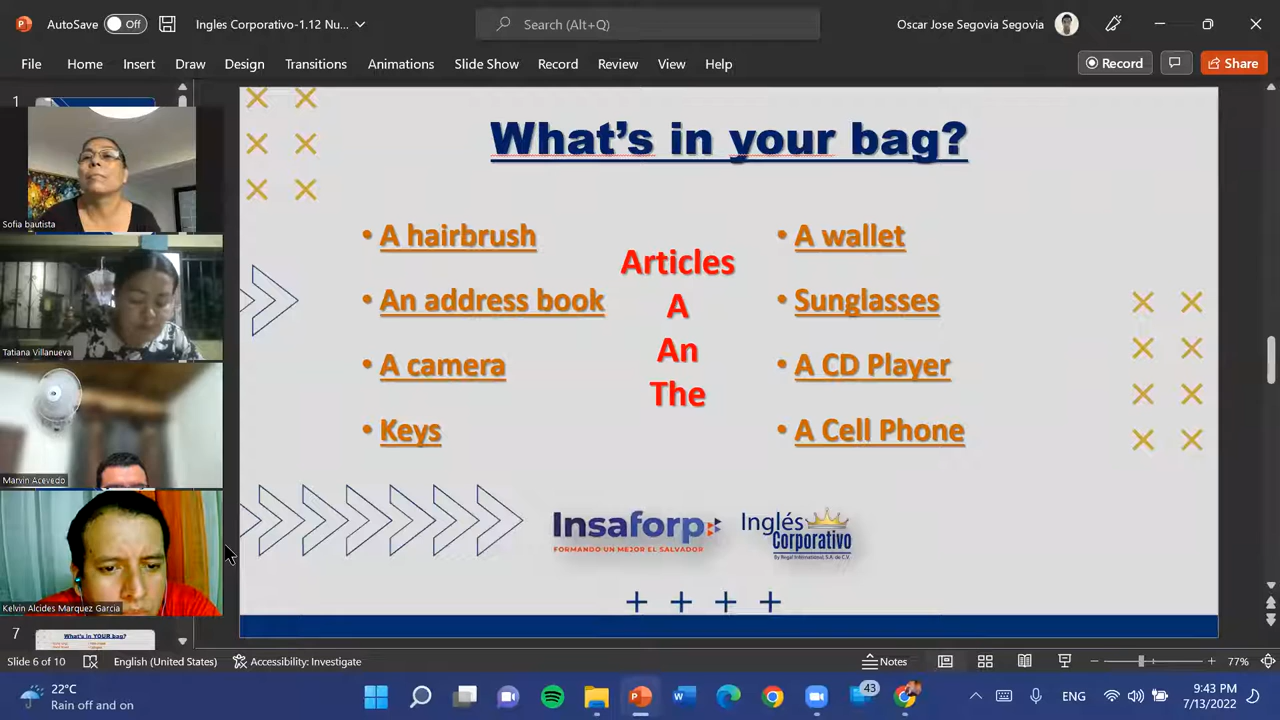 AutoSave Off Ingles Corporativo-1.12 Nu... Search (Alt+Q) Oscar Jose Segovia Segovia
File Home Insert Draw Design Transitions Animations Slide Show Record Review View Help Record Share
1
Sofia bautista
Tatiana Villanueva
Marvin Acevedo
Kelvin Alcides Marquez Garcia
7
What's in YOUR bag?
What's in your bag?
• A hairbrush
• An address book
• A camera
• Keys
Articles
A
An
The
• A wallet
• Sunglasses
• A CD Player
• A Cell Phone
Insaforp
FORMANDO UN MEJOR EL SALVADOR
Inglés
Corporativo
By Regal International, S.A. de C.V.
Slide 6 of 10 English (United States) Accessibility: Investigate Notes 77%
22°C
Rain off and on
43
ENG
9:43 PM
7/13/2022